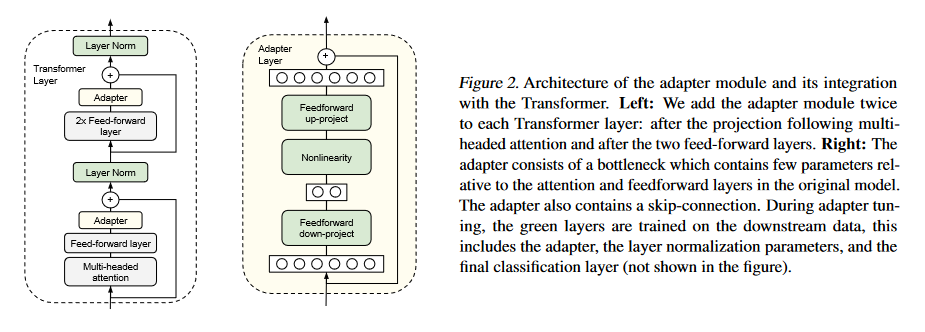 Layer Norm
Transformer
Layer
+
Adapter
2x Feed-forward
layer
Layer Norm
+
Adapter
Feed-forward layer
Multi-headed
attention
Adapter
Layer
+
Feedforward
up-project
Nonlinearity
Feedforward
down-project
Figure 2. Architecture of the adapter module and its integration
with the Transformer. Left: We add the adapter module twice
to each Transformer layer: after the projection following multi-
headed attention and after the two feed-forward layers. Right: The
adapter consists of a bottleneck which contains few parameters rel-
ative to the attention and feedforward layers in the original model.
The adapter also contains a skip-connection. During adapter tun-
ing, the green layers are trained on the downstream data, this
includes the adapter, the layer normalization parameters, and the
final classification layer (not shown in the figure).